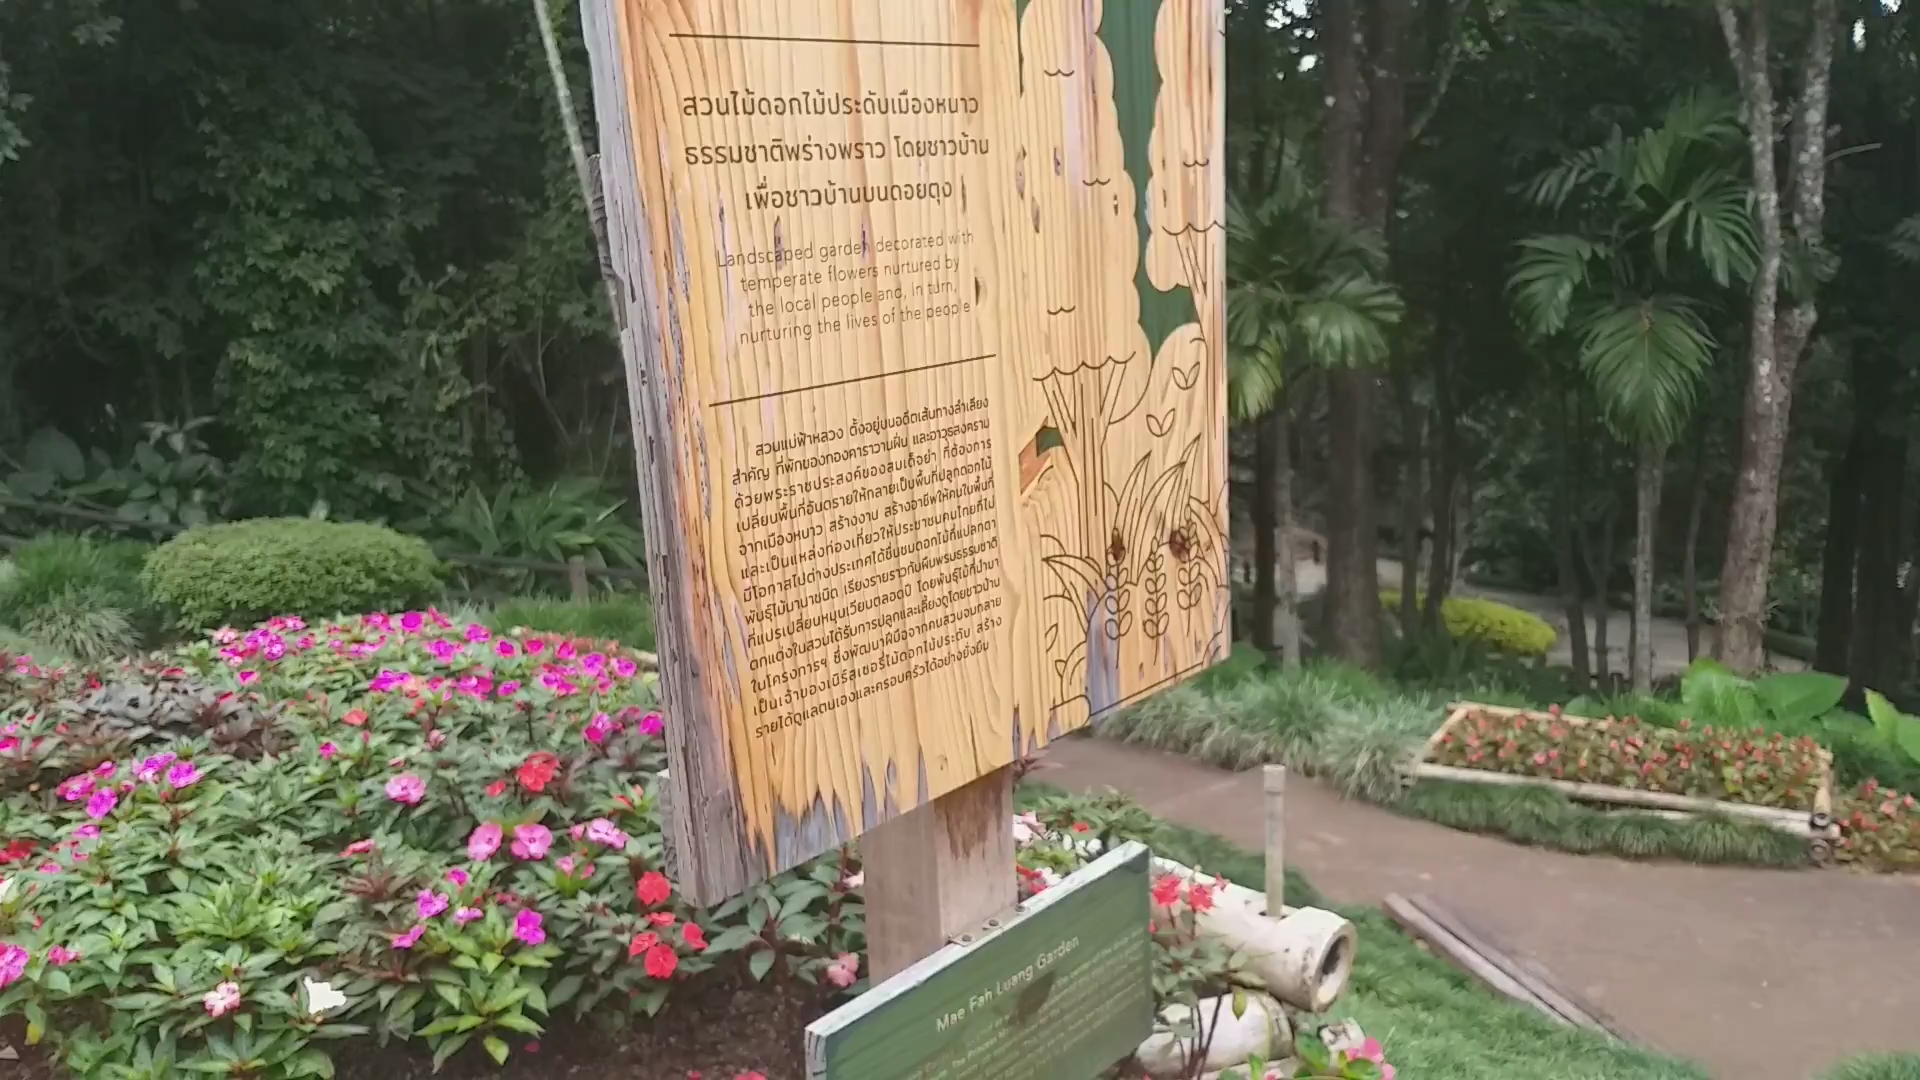 สวนไม้ดอกไม้ประดับเมืองหนาว
ธรรมชาติพร่างพราว โดยชาวบ้าน
เพื่อชาวบ้านบนดอยตุง
Landscaped garden decorated with
temperate flowers nurtured by
the local people and, in turn,
nurturing the lives of the people
สวนแม่ฟ้าหลวง ตั้งอยู่บนอดีตเส้นทางลำเลียง
สำคัญ ที่พักของกองคาราวานฝิ่น และอาวุธสงคราม
ด้วยพระราชประสงค์ของสมเด็จย่า ที่ต้องการ
เปลี่ยนพื้นที่อันตรายให้กลายเป็นพื้นที่ปลูกดอกไม้
จากเมืองหนาว สร้างงาน สร้างอาชีพให้คนในพื้นที่
และเป็นแหล่งท่องเที่ยวให้ประชาชนคนไทยที่ไม่
มีโอกาสไปต่างประเทศได้ชื่นชมดอกไม้ที่แปลกตา
พันธุ์ไม้นานาชนิด เรียงรายราวกับผืนพรมธรรมชาติ
ที่แปรเปลี่ยนหมุนเวียนตลอดปี โดยพันธุ์ไม้ที่นำมา
ตกแต่งในสวนได้รับการปลูกและเลี้ยงดูโดยชาวบ้าน
ในโครงการฯ ซึ่งพัฒนาฝีมือจากคนสวนจนกลาย
เป็นเจ้าของเนิร์สเซอรี่ไม้ดอกไม้ประดับ สร้าง
รายได้ดูแลตนเองและครอบครัวได้อย่างยั่งยืน
Mae Fah Luang Garden